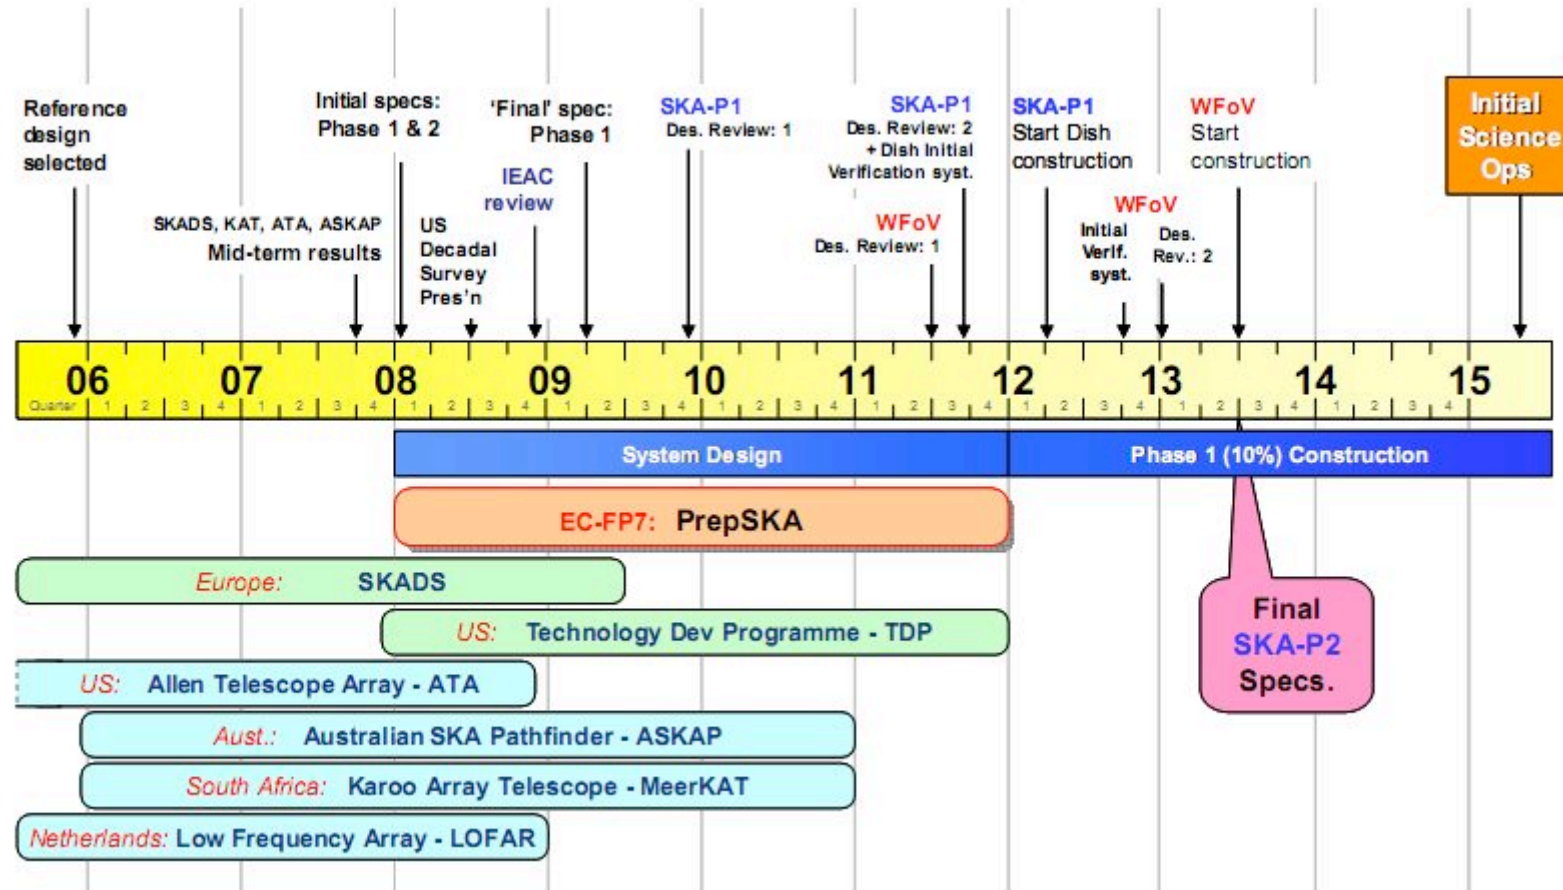 Reference
design
selected
SKADS, KAT, ATA, ASKAP
Mid-term results
Initial specs:
Phase 1 & 2
US
Decadal
Survey
Pres'n
IEAC
review
'Final' spec:
Phase 1
SKA-P1
Des. Review: 1
SKA-P1
Des. Review: 2
+ Dish Initial
Verification syst.
WFoV
Des. Review: 1
SKA-P1
Start Dish
construction
WFoV
Initial
Verif.
syst.
Des.
Rev.: 2
WFoV
Start
construction
Initial
Science
Ops
06 07 08 09 10 11 12 13 14 15
Quarter 1 2 3 4 1 2 3 4 1 2 3 4 1 2 3 4 1 2 3 4 1 2 3 4 1 2 3 4 1 2 3 4 1 2 3 4
System Design
Phase 1 (10%) Construction
EC-FP7: PrepSKA
Europe: SKADS
US: Technology Dev Programme - TDP
US: Allen Telescope Array - ATA
Aust.: Australian SKA Pathfinder - ASKAP
South Africa: Karoo Array Telescope - MeerKAT
Netherlands: Low Frequency Array - LOFAR
Final
SKA-P2
Specs.